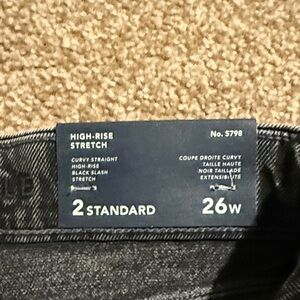 HIGH-RISE
STRETCH
No. 5798
CURVY STRAIGHT
HIGH-RISE
BLACK SLASH
STRETCH
COUPE DROITE CURVY
TAILLE HAUTE
NOIR TAILLADE
EXTENSIBILITE
2 STANDARD
26W